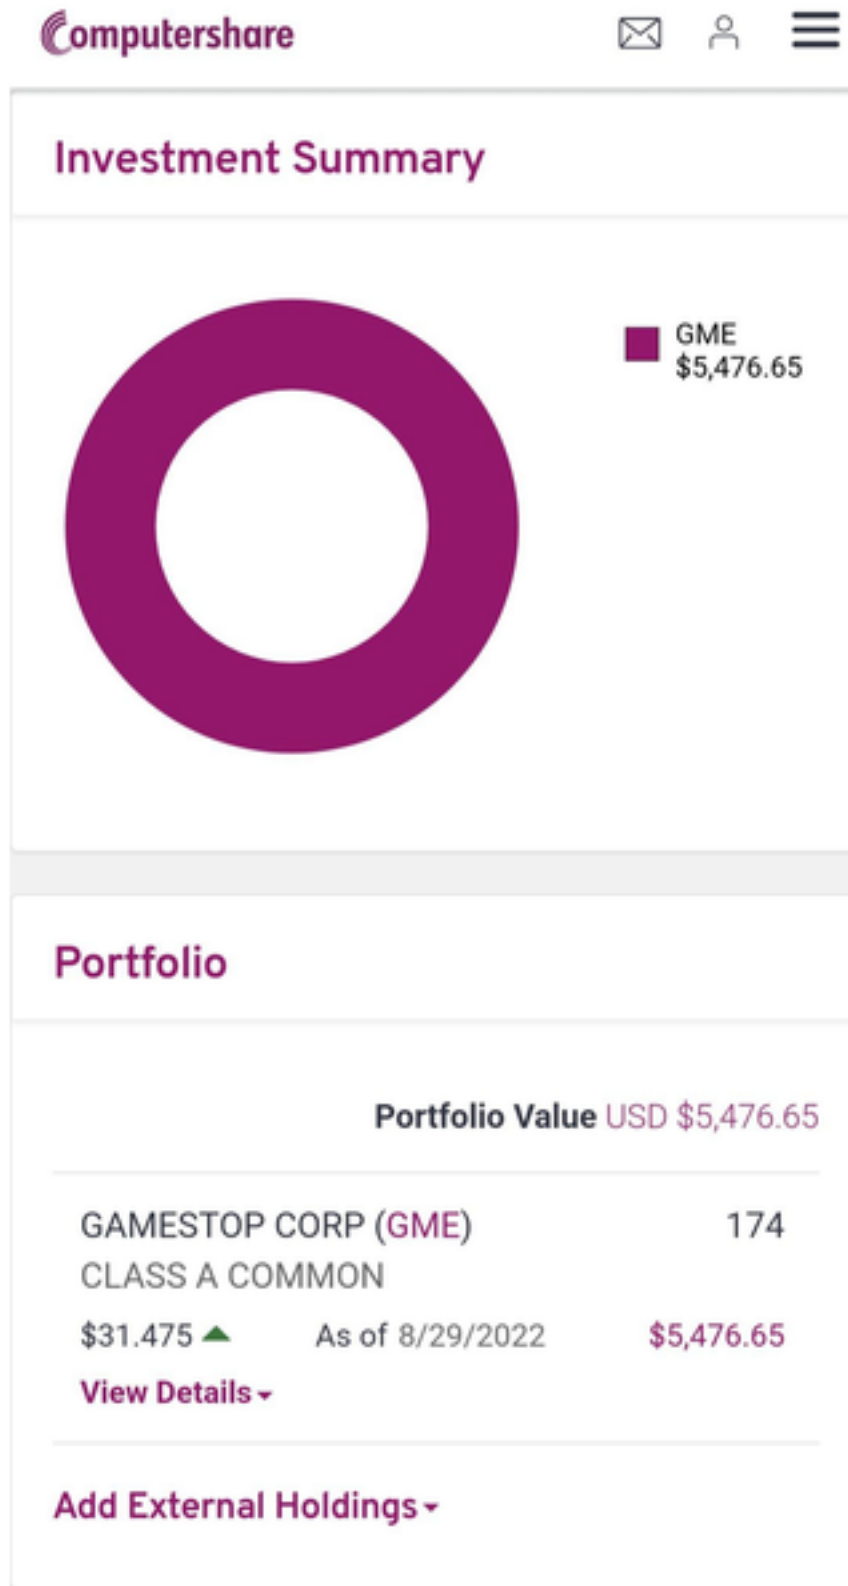 Computershare
Investment Summary
GME
$5,476.65
Portfolio
Portfolio Value USD $5,476.65
GAMESTOP CORP (GME) 174
CLASS A COMMON
$31.475 As of 8/29/2022 $5,476.65
View Details
Add External Holdings